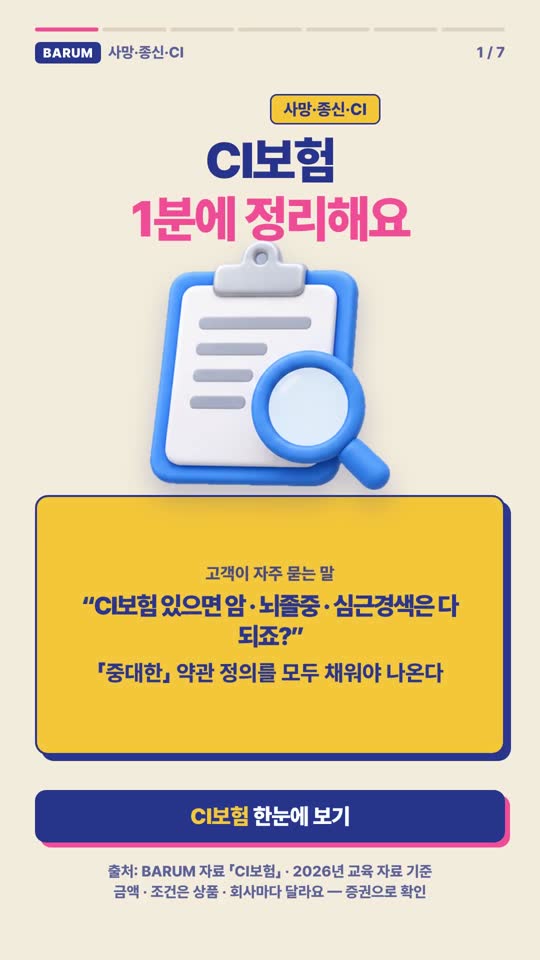 BARUM 사망·종신·CI 1 / 7
사망·종신·CI
CI보험
1분에 정리해요
고객이 자주 묻는 말
“CI보험 있으면 암 · 뇌졸중 · 심근경색은 다
되죠?”
「중대한」 약관 정의를 모두 채워야 나온다
CI보험 한눈에 보기
출처: BARUM 자료 「CI보험」 · 2026년 교육 자료 기준
금액 · 조건은 상품 · 회사마다 달라요 — 증권으로 확인